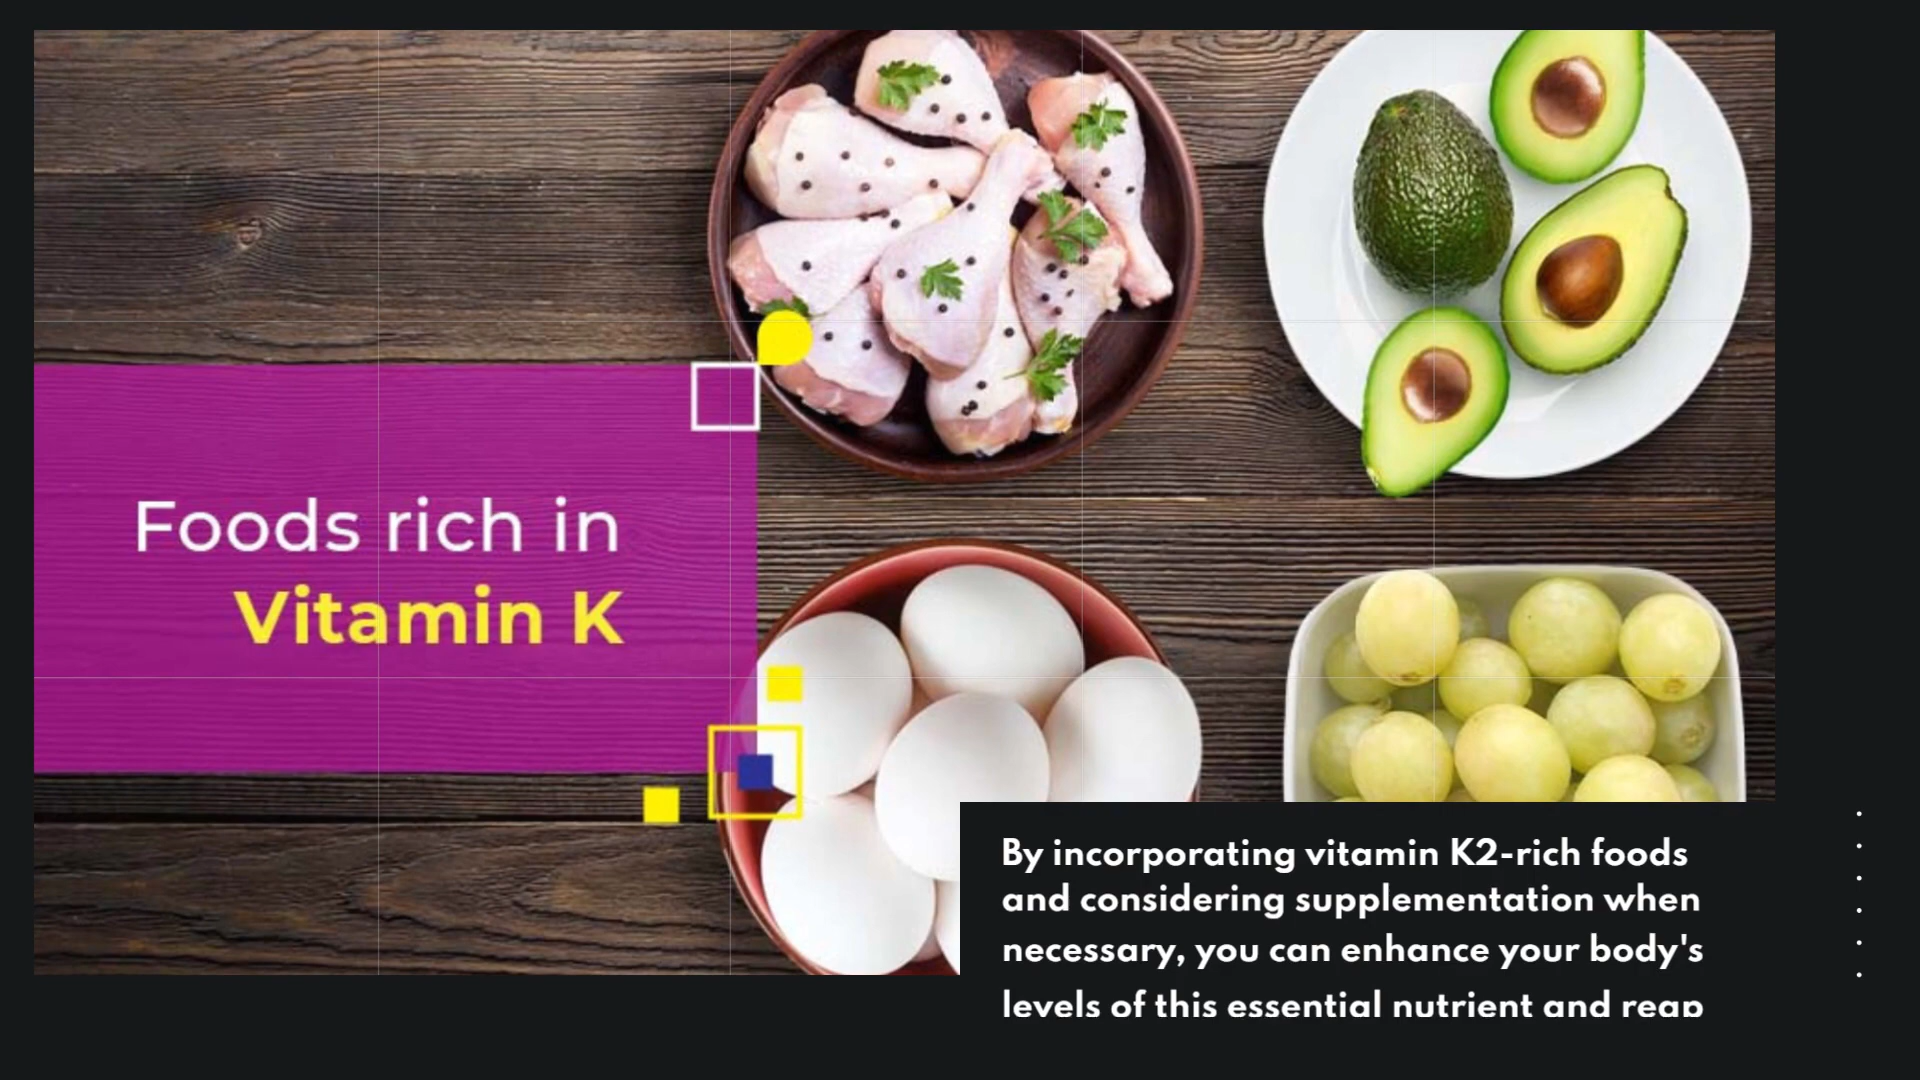 Foods rich in
Vitamin K
By incorporating vitamin K2-rich foods
and considering supplementation when
necessary, you can enhance your body's
levels of this essential nutrient and reap